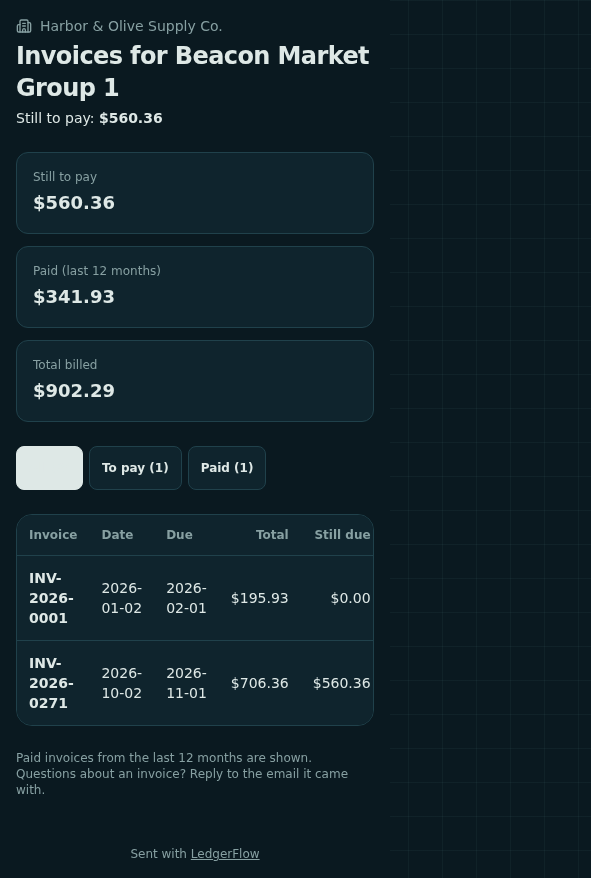 Harbor & Olive Supply Co.
Invoices for Beacon Market
Group 1
Still to pay: $560.36
Still to pay
$560.36
Paid (last 12 months)
$341.93
Total billed
$902.29
To pay (1)
Paid (1)
Invoice Date Due Total Still due
INV-
2026-
0001
2026-
01-02
2026-
02-01
$195.93
$0.00
INV-
2026-
0271
2026-
10-02
2026-
11-01
$706.36
$560.36
Paid invoices from the last 12 months are shown.
Questions about an invoice? Reply to the email it came
with.
Sent with LedgerFlow